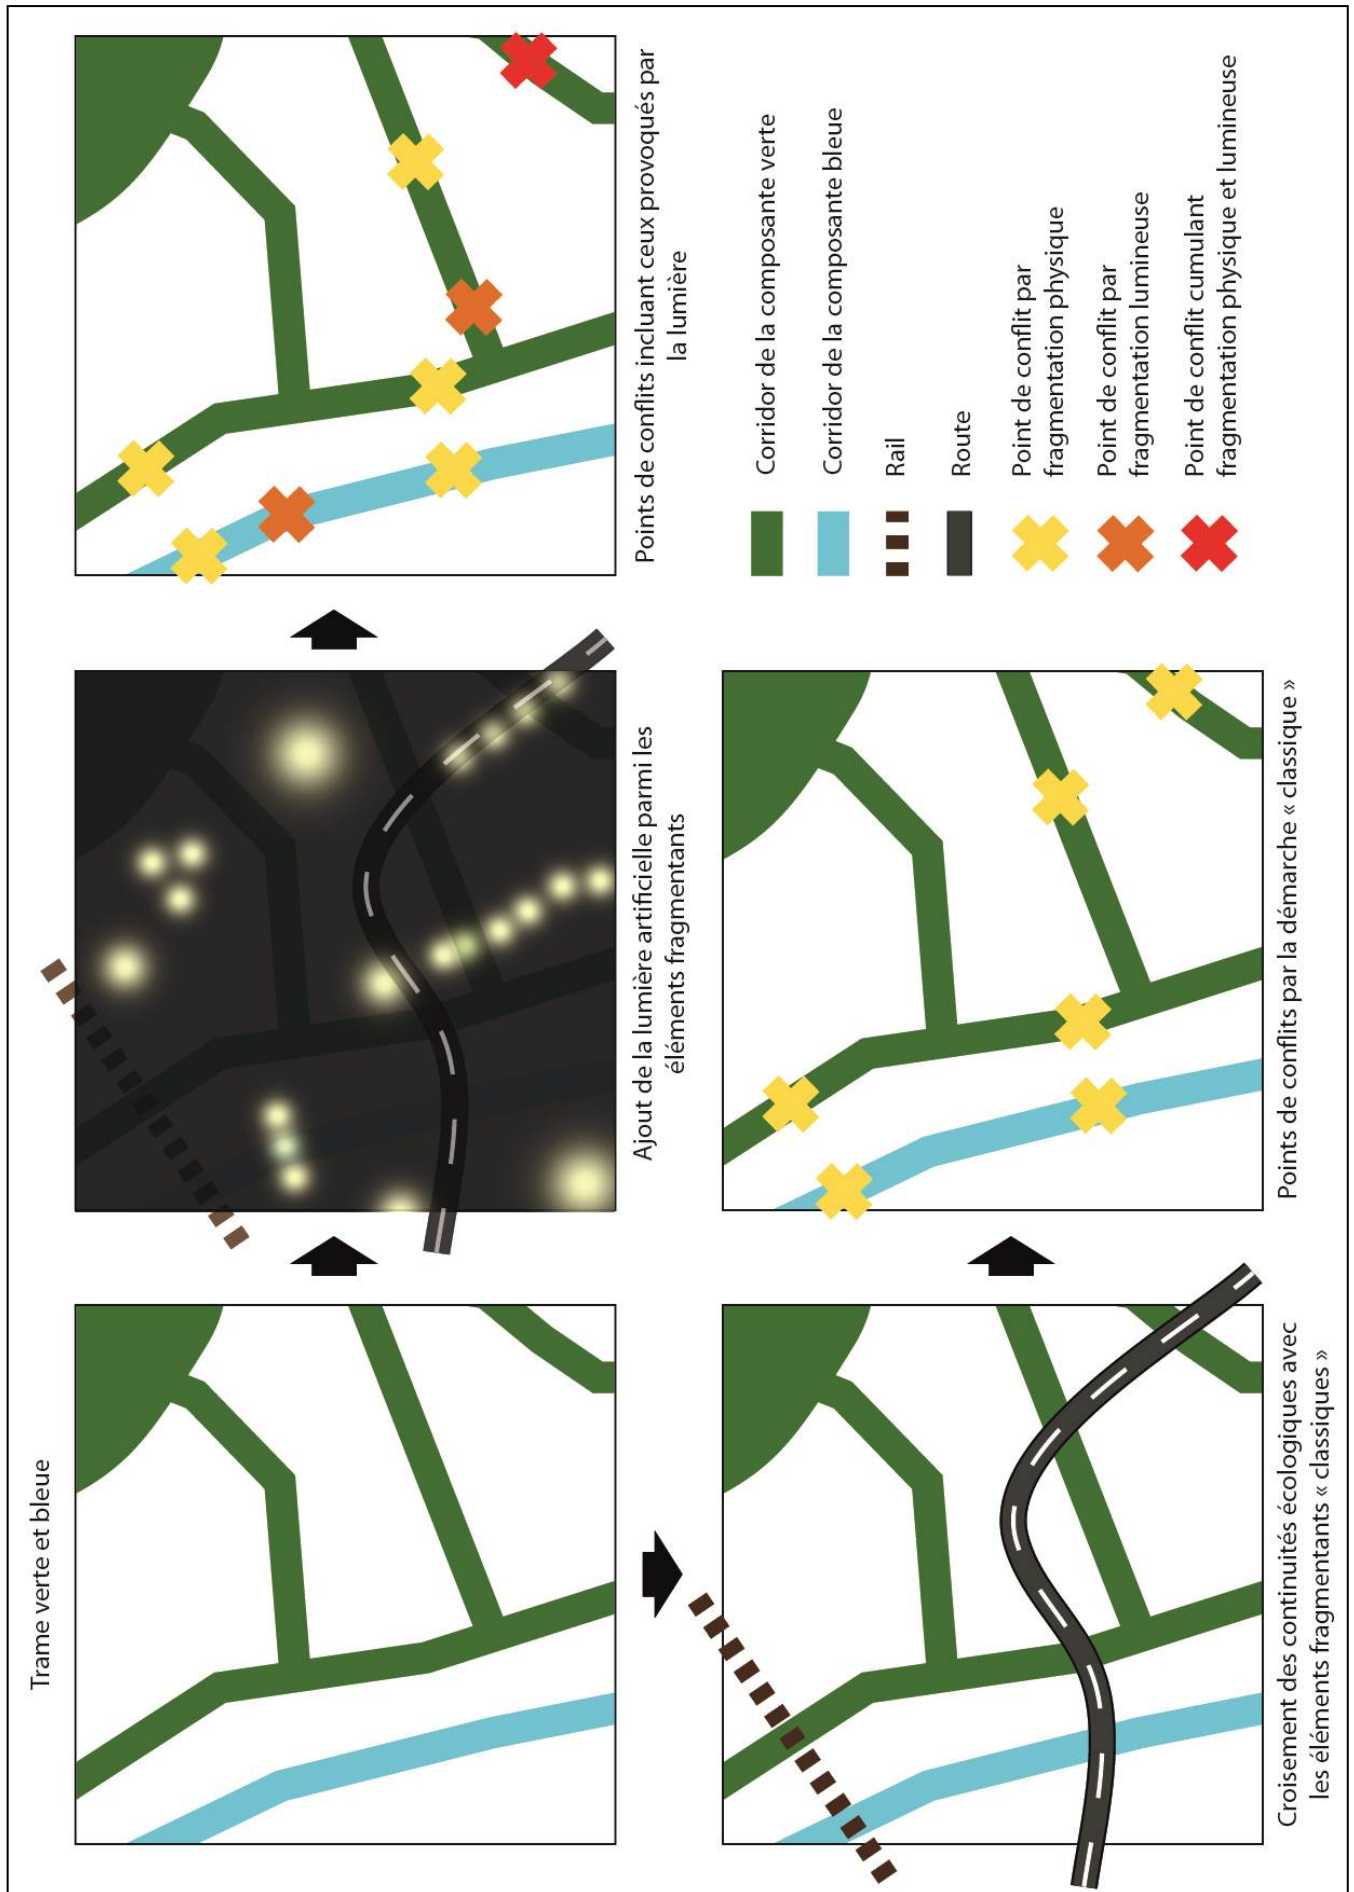 Trame verte et bleue
Ajout de la lumière artificielle parmi les
éléments fragmentants
Points de conflits incluant ceux provoqués par
la lumière
Croisement des continuités écologiques avec
les éléments fragmentants « classiques »
Points de conflits par la démarche « classique »
Corridor de la composante verte
Corridor de la composante bleue
Rail
Route
Point de conflit par
fragmentation physique
Point de conflit par
fragmentation lumineuse
Point de conflit cumulant
fragmentation physique et lumineuse